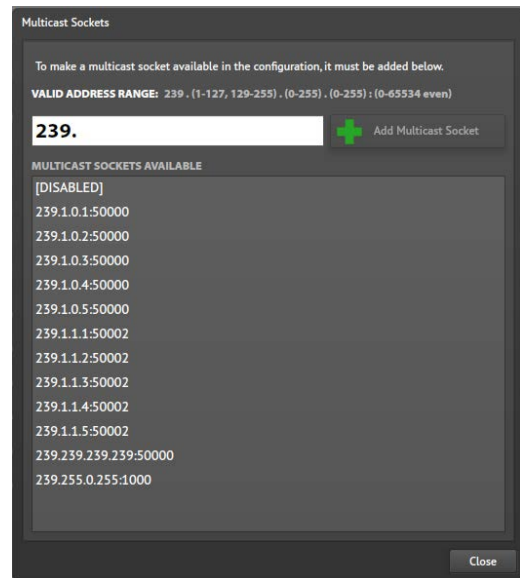 Multicast Sockets
To make a multicast socket available in the configuration, it must be added below.
VALID ADDRESS RANGE: 239 . (1-127, 129-255) . (0-255) . (0-255) : (0-65534 even)
239.
Add Multicast Socket
MULTICAST SOCKETS AVAILABLE
[DISABLED]
239.1.0.1:50000
239.1.0.2:50000
239.1.0.3:50000
239.1.0.4:50000
239.1.0.5:50000
239.1.1.1:50002
239.1.1.2:50002
239.1.1.3:50002
239.1.1.4:50002
239.1.1.5:50002
239.239.239.239:50000
239.255.0.255:1000
Close